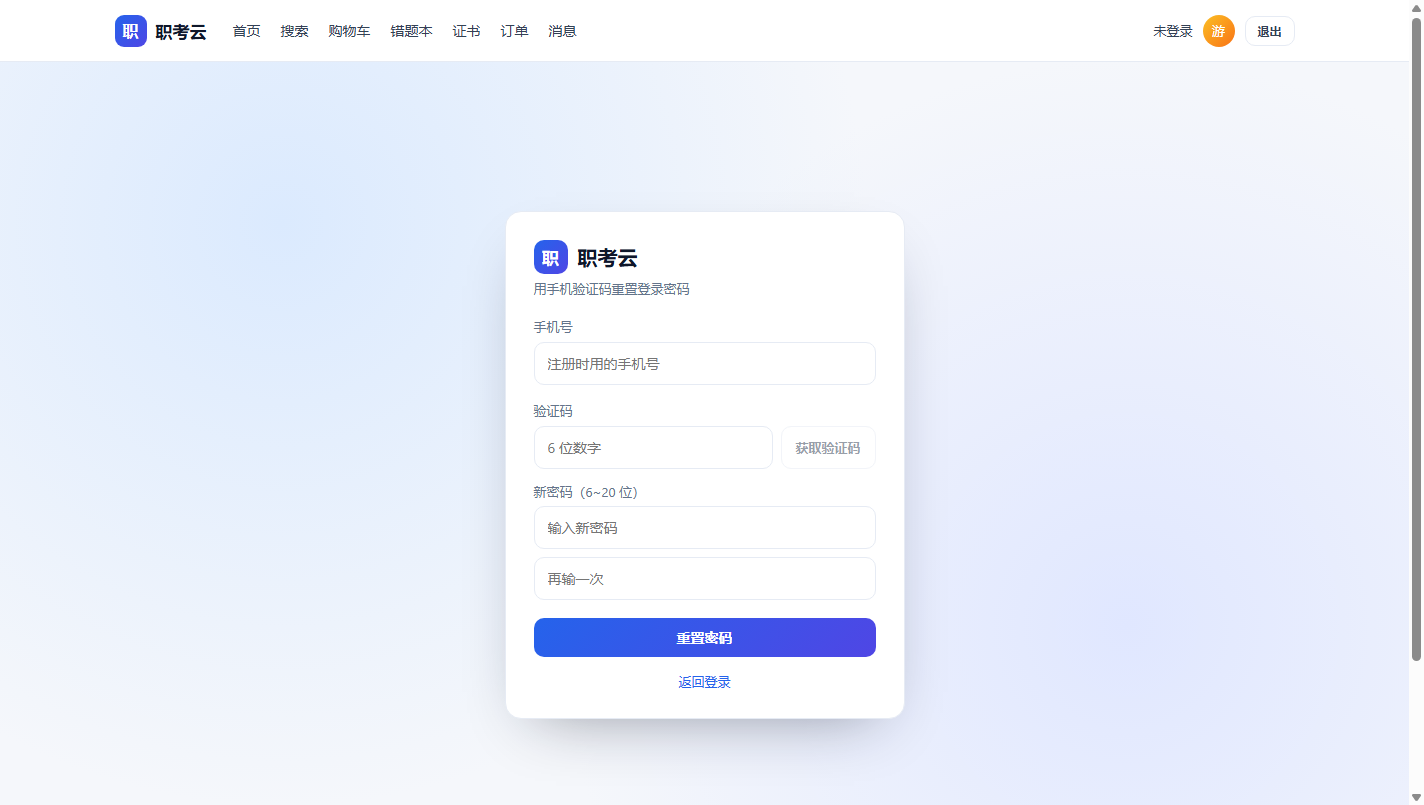 职 职考云 首页 搜索 购物车 错题本 证书 订单 消息 未登录 游 退出
职 职考云
用手机验证码重置登录密码
手机号
注册时用的手机号
验证码
6 位数字 获取验证码
新密码（6~20 位）
输入新密码
再输一次
重置密码
返回登录